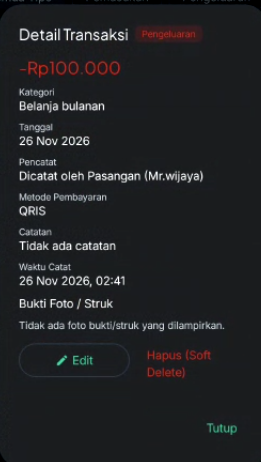 Detail Transaksi Pengeluaran
-Rp100.000
Kategori
Belanja bulanan
Tanggal
26 Nov 2026
Pencatat
Dicatat oleh Pasangan (Mr.wijaya)
Metode Pembayaran
QRIS
Catatan
Tidak ada catatan
Waktu Catat
26 Nov 2026, 02:41
Bukti Foto / Struk
Tidak ada foto bukti/struk yang dilampirkan.
Edit
Hapus (Soft
Delete)
Tutup